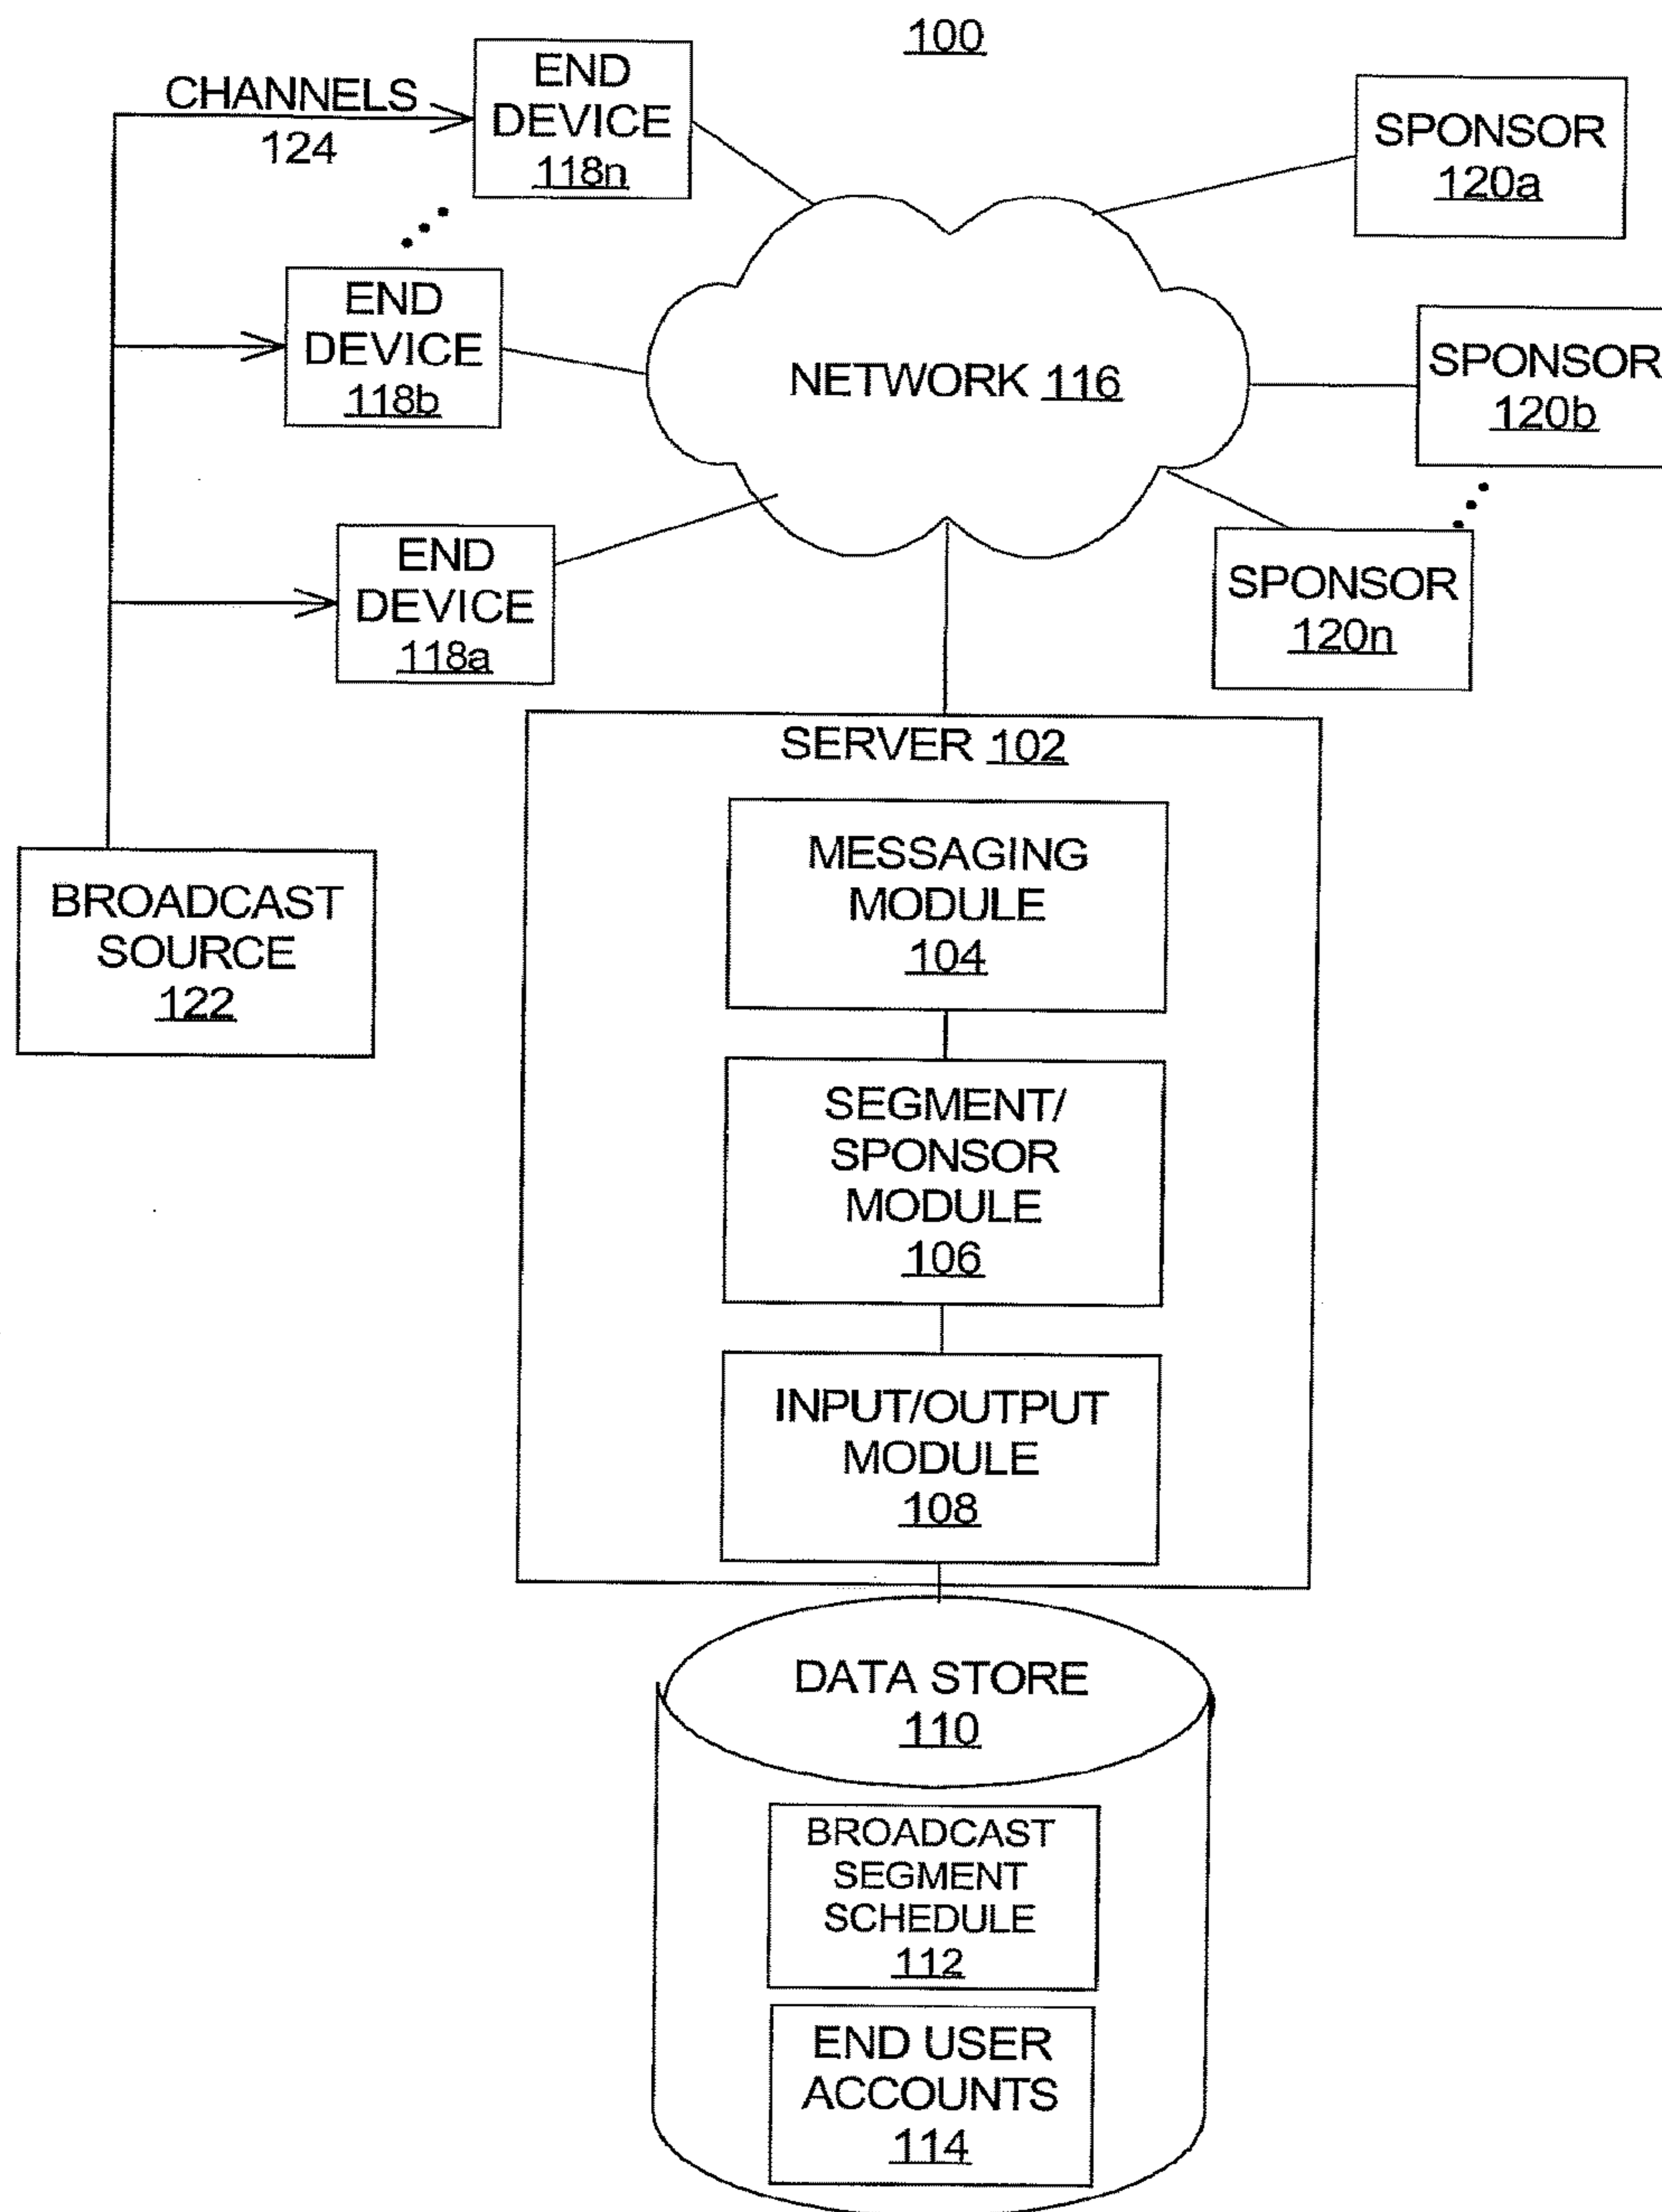 100
CHANNELS
124
END
DEVICE
118n
SPONSOR
120a
END
DEVICE
118b
NETWORK 116
SPONSOR
120b
END
DEVICE
118a
SPONSOR
120n
SERVER 102
MESSAGING
MODULE
104
BROADCAST
SOURCE
122
SEGMENT/
SPONSOR
MODULE
106
INPUT/OUTPUT
MODULE
108
DATA STORE
110
BROADCAST
SEGMENT
SCHEDULE
112
END USER
ACCOUNTS
114